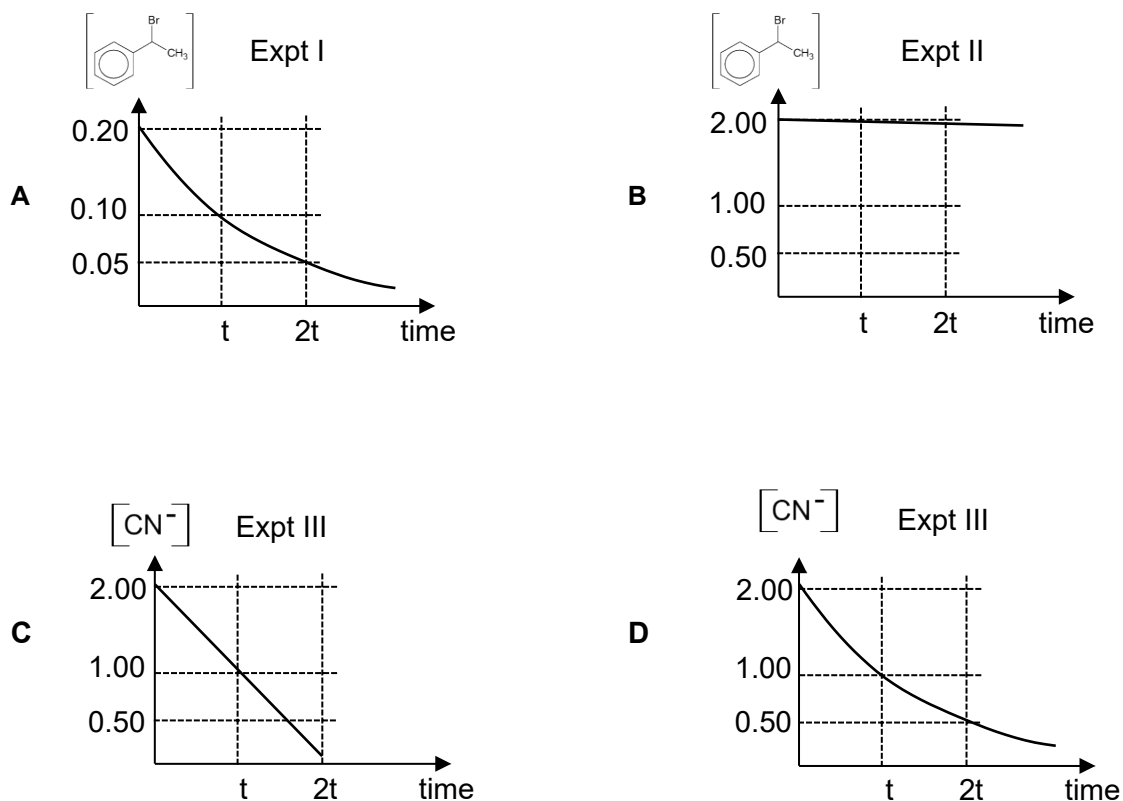 Br
CH3
Expt I
A
0.20
0.10
0.05
t
2t
time
Br
CH3
Expt II
B
2.00
1.00
0.50
t
2t
time
[CN⁻]
Expt III
C
2.00
1.00
0.50
t
2t
time
[CN⁻]
Expt III
D
2.00
1.00
0.50
t
2t
time